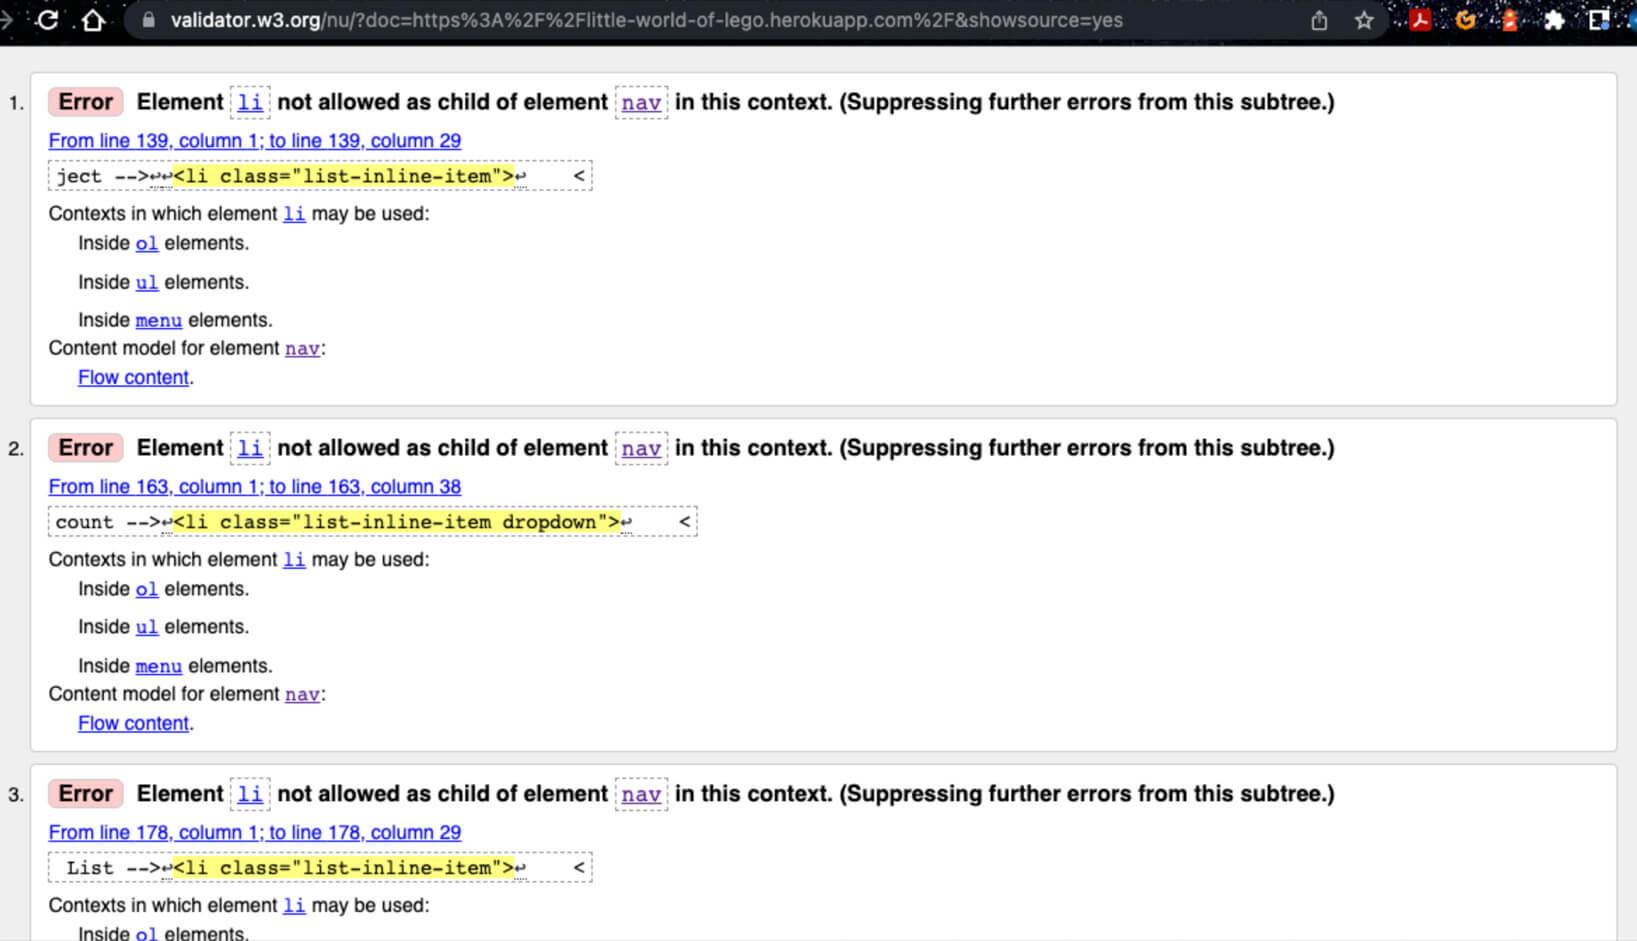 validator.w3.org/nu/?doc=https%3A%2F%2Flittle-world-of-lego.herokuapp.com%2F&showsource=yes
1. Error Element li not allowed as child of element nav in this context. (Suppressing further errors from this subtree.)
From line 139, column 1; to line 139, column 29
ject -->↩↩<li class="list-inline-item">↩ <
Contexts in which element li may be used:
Inside ol elements.
Inside ul elements.
Inside menu elements.
Content model for element nav:
Flow content.
2. Error Element li not allowed as child of element nav in this context. (Suppressing further errors from this subtree.)
From line 163, column 1; to line 163, column 38
count -->↩<li class="list-inline-item dropdown">↩ <
Contexts in which element li may be used:
Inside ol elements.
Inside ul elements.
Inside menu elements.
Content model for element nav:
Flow content.
3. Error Element li not allowed as child of element nav in this context. (Suppressing further errors from this subtree.)
From line 178, column 1; to line 178, column 29
List -->↩<li class="list-inline-item">↩ <
Contexts in which element li may be used:
Inside ol elements.